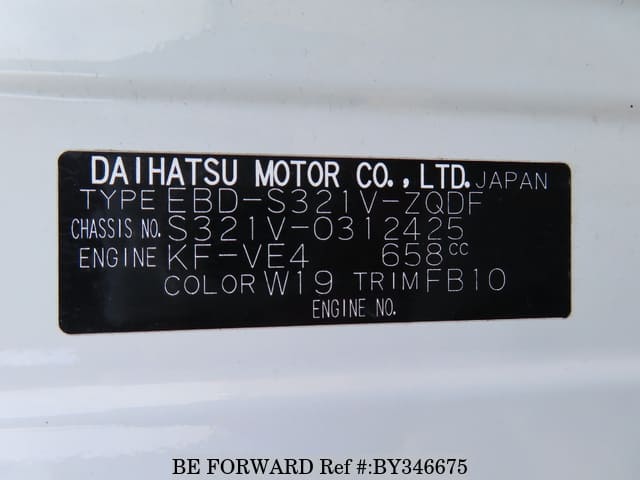 DAIHATSU MOTOR CO., LTD. JAPAN
TYPE EBD-S321V-ZQDF
CHASSIS NO. S321V-0312425
ENGINE KF-VE4 658cc
COLOR W19 TRIM FB10
ENGINE NO.
BE FORWARD Ref #:BY346675